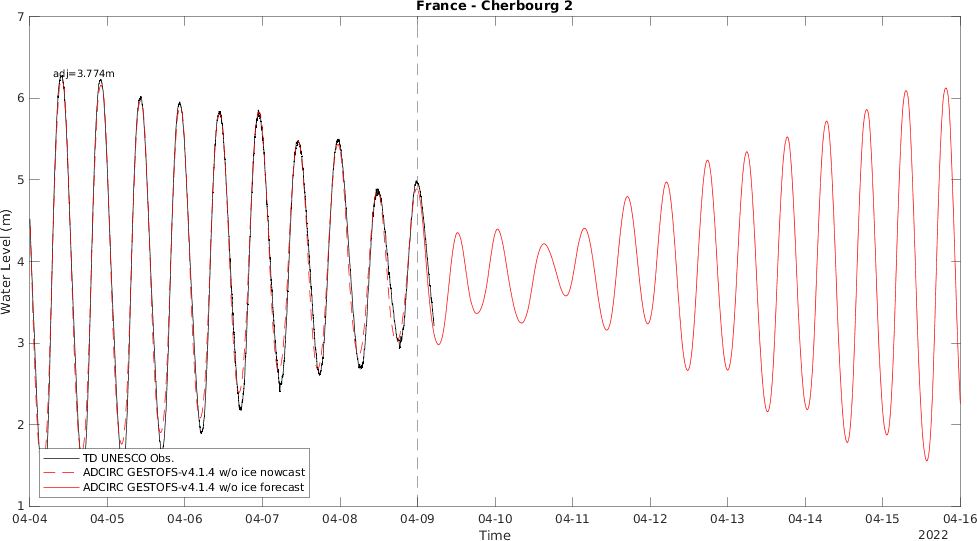 France - Cherbourg 2
7
adj=3.774m
6
5
4
3
2
1
Water Level (m)
TD UNESCO Obs.
ADCIRC GESTOFS-v4.1.4 w/o ice nowcast
ADCIRC GESTOFS-v4.1.4 w/o ice forecast
04-04 04-05 04-06 04-07 04-08 04-09 04-10 04-11 04-12 04-13 04-14 04-15 04-16
Time
2022